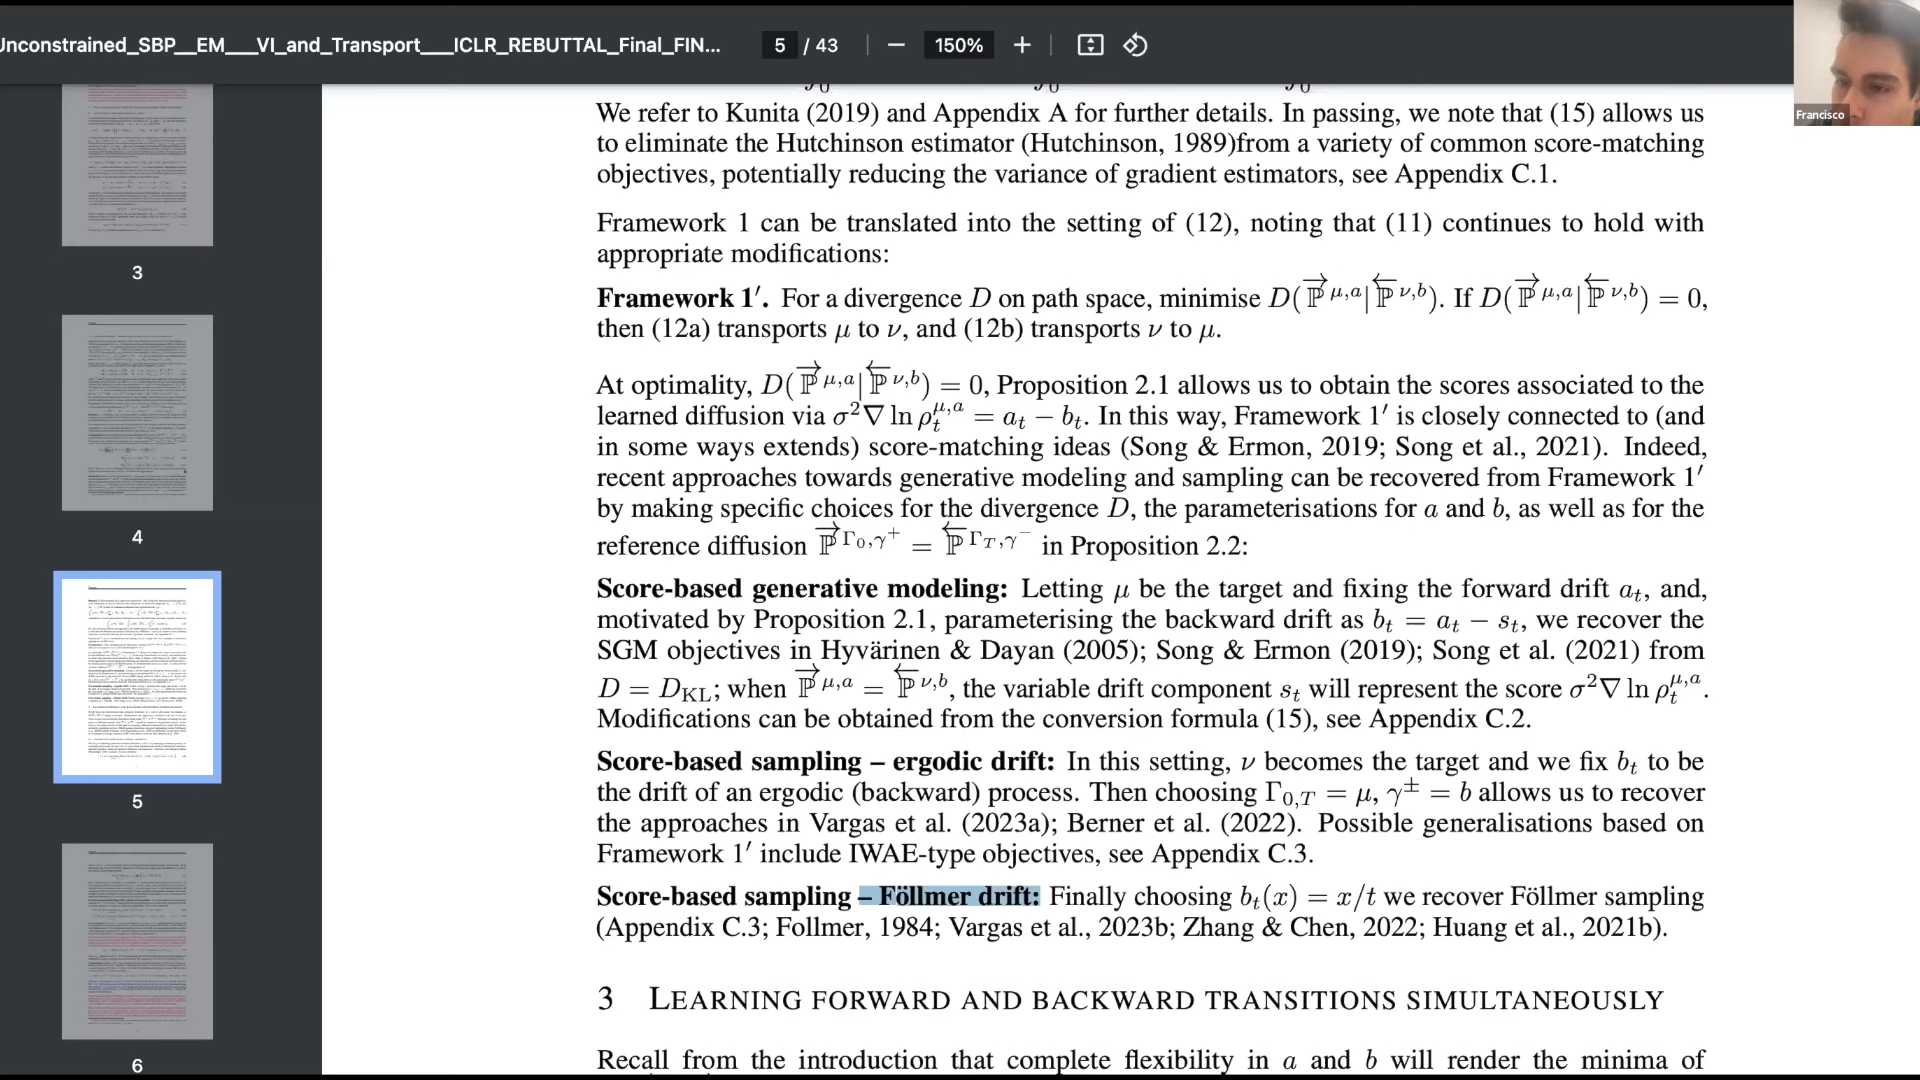 Unconstrained_SBP__EM___VI_and_Transport___ICLR_REBUTTAL_Final_FIN...
5 / 43
150%
Francisco
We refer to Kunita (2019) and Appendix A for further details. In passing, we note that (15) allows us
to eliminate the Hutchinson estimator (Hutchinson, 1989)from a variety of common score-matching
objectives, potentially reducing the variance of gradient estimators, see Appendix C.1.
Framework 1 can be translated into the setting of (12), noting that (11) continues to hold with
appropriate modifications:
Framework 1′. For a divergence D on path space, minimise D(ℙ⃗^{μ,a}|ℙ⃖^{ν,b}). If D(ℙ⃗^{μ,a}|ℙ⃖^{ν,b}) = 0,
then (12a) transports μ to ν, and (12b) transports ν to μ.
At optimality, D(ℙ⃗^{μ,a}|ℙ⃖^{ν,b}) = 0, Proposition 2.1 allows us to obtain the scores associated to the
learned diffusion via σ²∇ ln ρ_t^{μ,a} = a_t − b_t. In this way, Framework 1′ is closely connected to (and
in some ways extends) score-matching ideas (Song & Ermon, 2019; Song et al., 2021). Indeed,
recent approaches towards generative modeling and sampling can be recovered from Framework 1′
by making specific choices for the divergence D, the parameterisations for a and b, as well as for the
reference diffusion ℙ⃗^{Γ_0,γ^+} = ℙ⃖^{Γ_T,γ^−} in Proposition 2.2:
Score-based generative modeling: Letting μ be the target and fixing the forward drift a_t, and,
motivated by Proposition 2.1, parameterising the backward drift as b_t = a_t − s_t, we recover the
SGM objectives in Hyvärinen & Dayan (2005); Song & Ermon (2019); Song et al. (2021) from
D = D_KL; when ℙ⃗^{μ,a} = ℙ⃖^{ν,b}, the variable drift component s_t will represent the score σ²∇ ln ρ_t^{μ,a}.
Modifications can be obtained from the conversion formula (15), see Appendix C.2.
Score-based sampling – ergodic drift: In this setting, ν becomes the target and we fix b_t to be
the drift of an ergodic (backward) process. Then choosing Γ_{0,T} = μ, γ^± = b allows us to recover
the approaches in Vargas et al. (2023a); Berner et al. (2022). Possible generalisations based on
Framework 1′ include IWAE-type objectives, see Appendix C.3.
Score-based sampling – Föllmer drift: Finally choosing b_t(x) = x/t we recover Föllmer sampling
(Appendix C.3; Follmer, 1984; Vargas et al., 2023b; Zhang & Chen, 2022; Huang et al., 2021b).
3 LEARNING FORWARD AND BACKWARD TRANSITIONS SIMULTANEOUSLY
Recall from the introduction that complete flexibility in a and b will render the minima of
3
4
5
6